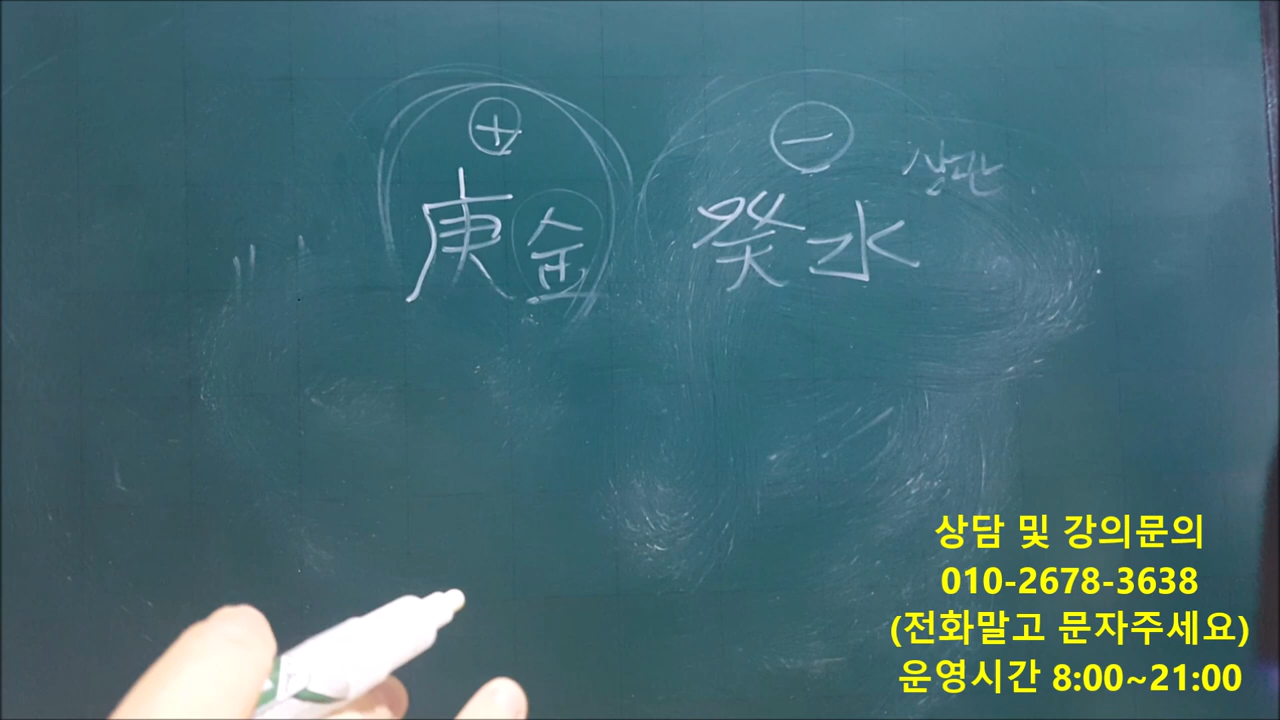 + −
庚金 癸水 상관
상담 및 강의문의
010-2678-3638
(전화말고 문자주세요)
운영시간 8:00~21:00